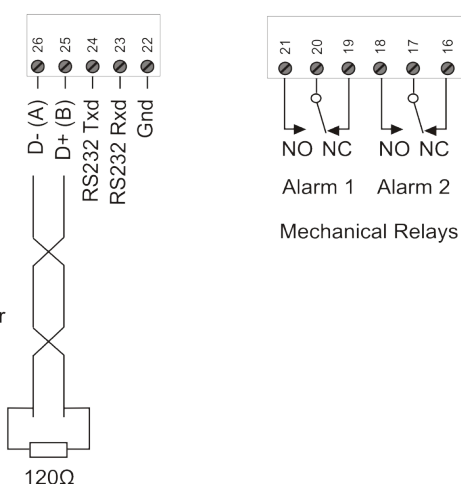 26 25 24 23 22
D- (A)
D+ (B)
RS232 Txd
RS232 Rxd
Gnd
r
120Ω
21 20 19 18 17 16
NO NC NO NC
Alarm 1 Alarm 2
Mechanical Relays